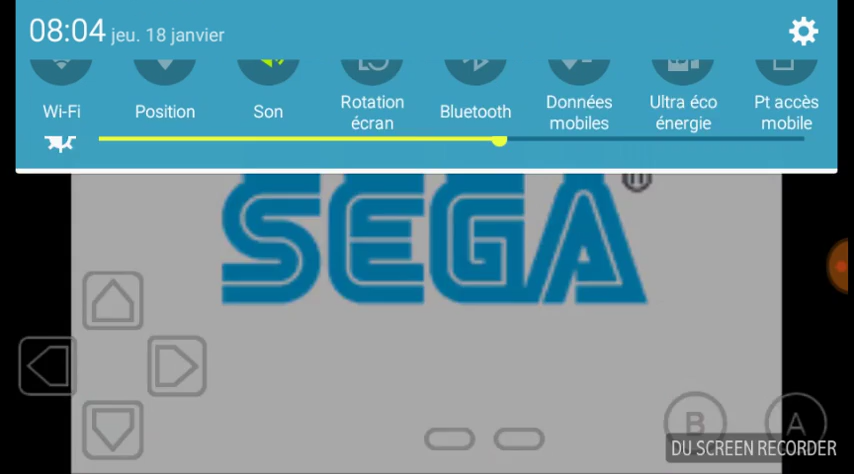 08:04 jeu. 18 janvier
Wi-Fi
Position
Son
Rotation
écran
Bluetooth
Données
mobiles
Ultra éco
énergie
Pt accès
mobile
SEGA
®
B
A
DU SCREEN RECORDER